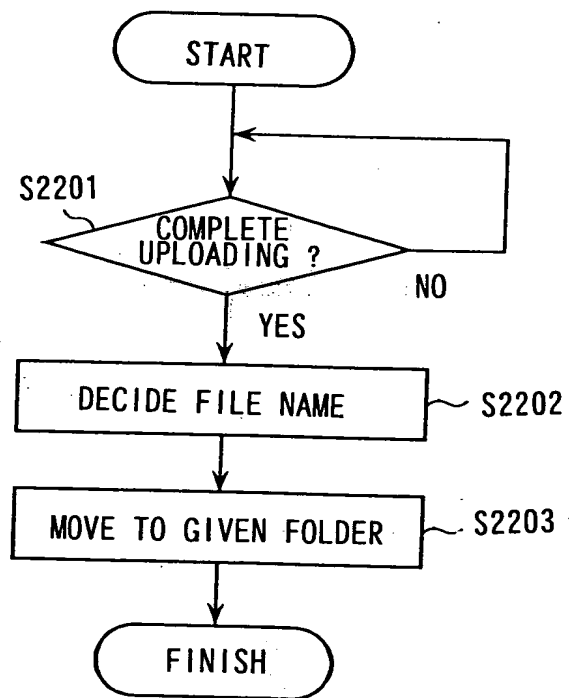 START
S2201
COMPLETE
UPLOADING ?
NO
YES
DECIDE FILE NAME
S2202
MOVE TO GIVEN FOLDER
S2203
FINISH